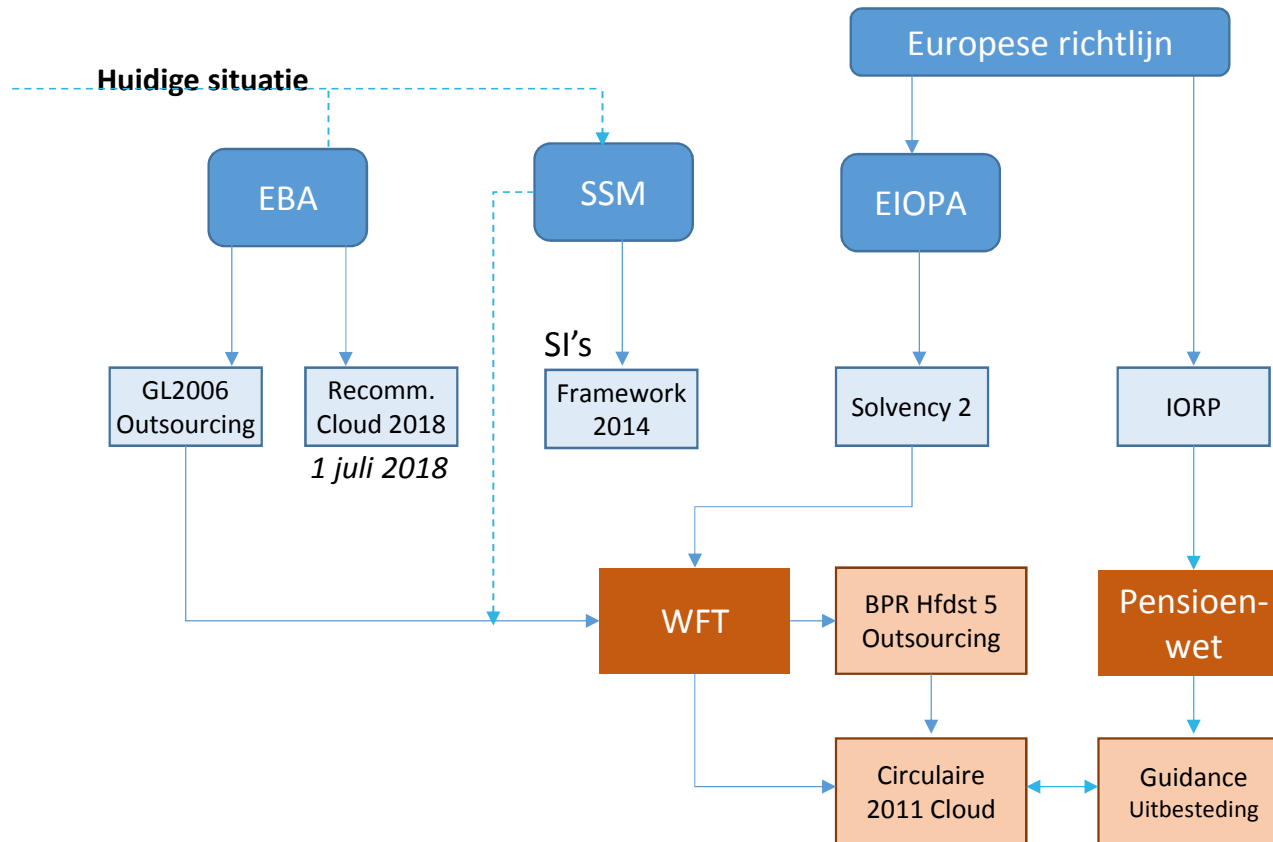 Europese richtlijn
Huidige situatie
EBA
SSM
EIOPA
SI's
GL2006
Outsourcing
Recomm.
Cloud 2018
1 juli 2018
Framework
2014
Solvency 2
IORP
WFT
BPR Hfdst 5
Outsourcing
Pensioen-
wet
Circulaire
2011 Cloud
Guidance
Uitbesteding